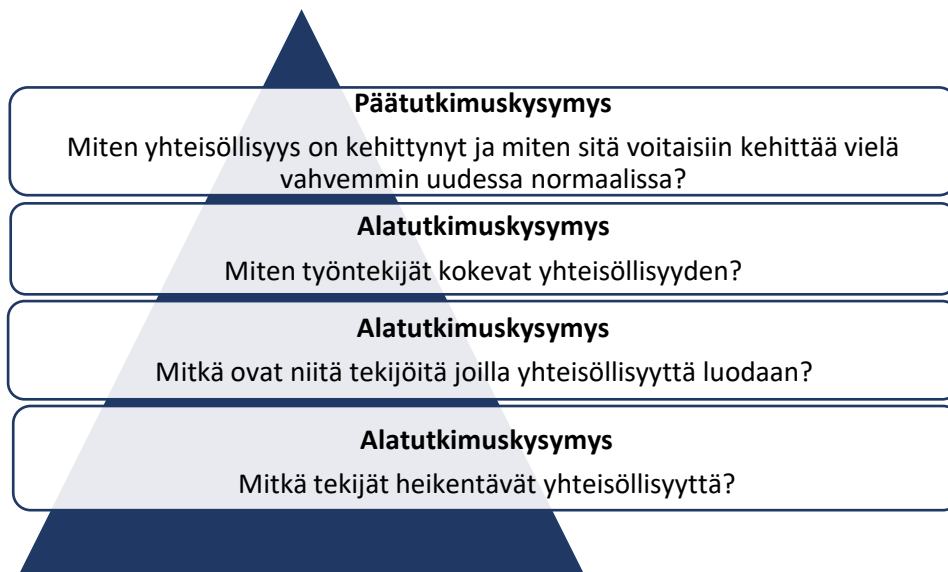 Päätutkimuskysymys
Miten yhteisöllisyys on kehittynyt ja miten sitä voitaisiin kehittää vielä
vahvemmin uudessa normaalissa?
Alatutkimuskysymys
Miten työntekijät kokevat yhteisöllisyyden?
Alatutkimuskysymys
Mitkä ovat niitä tekijöitä joilla yhteisöllisyyttä luodaan?
Alatutkimuskysymys
Mitkä tekijät heikentävät yhteisöllisyyttä?